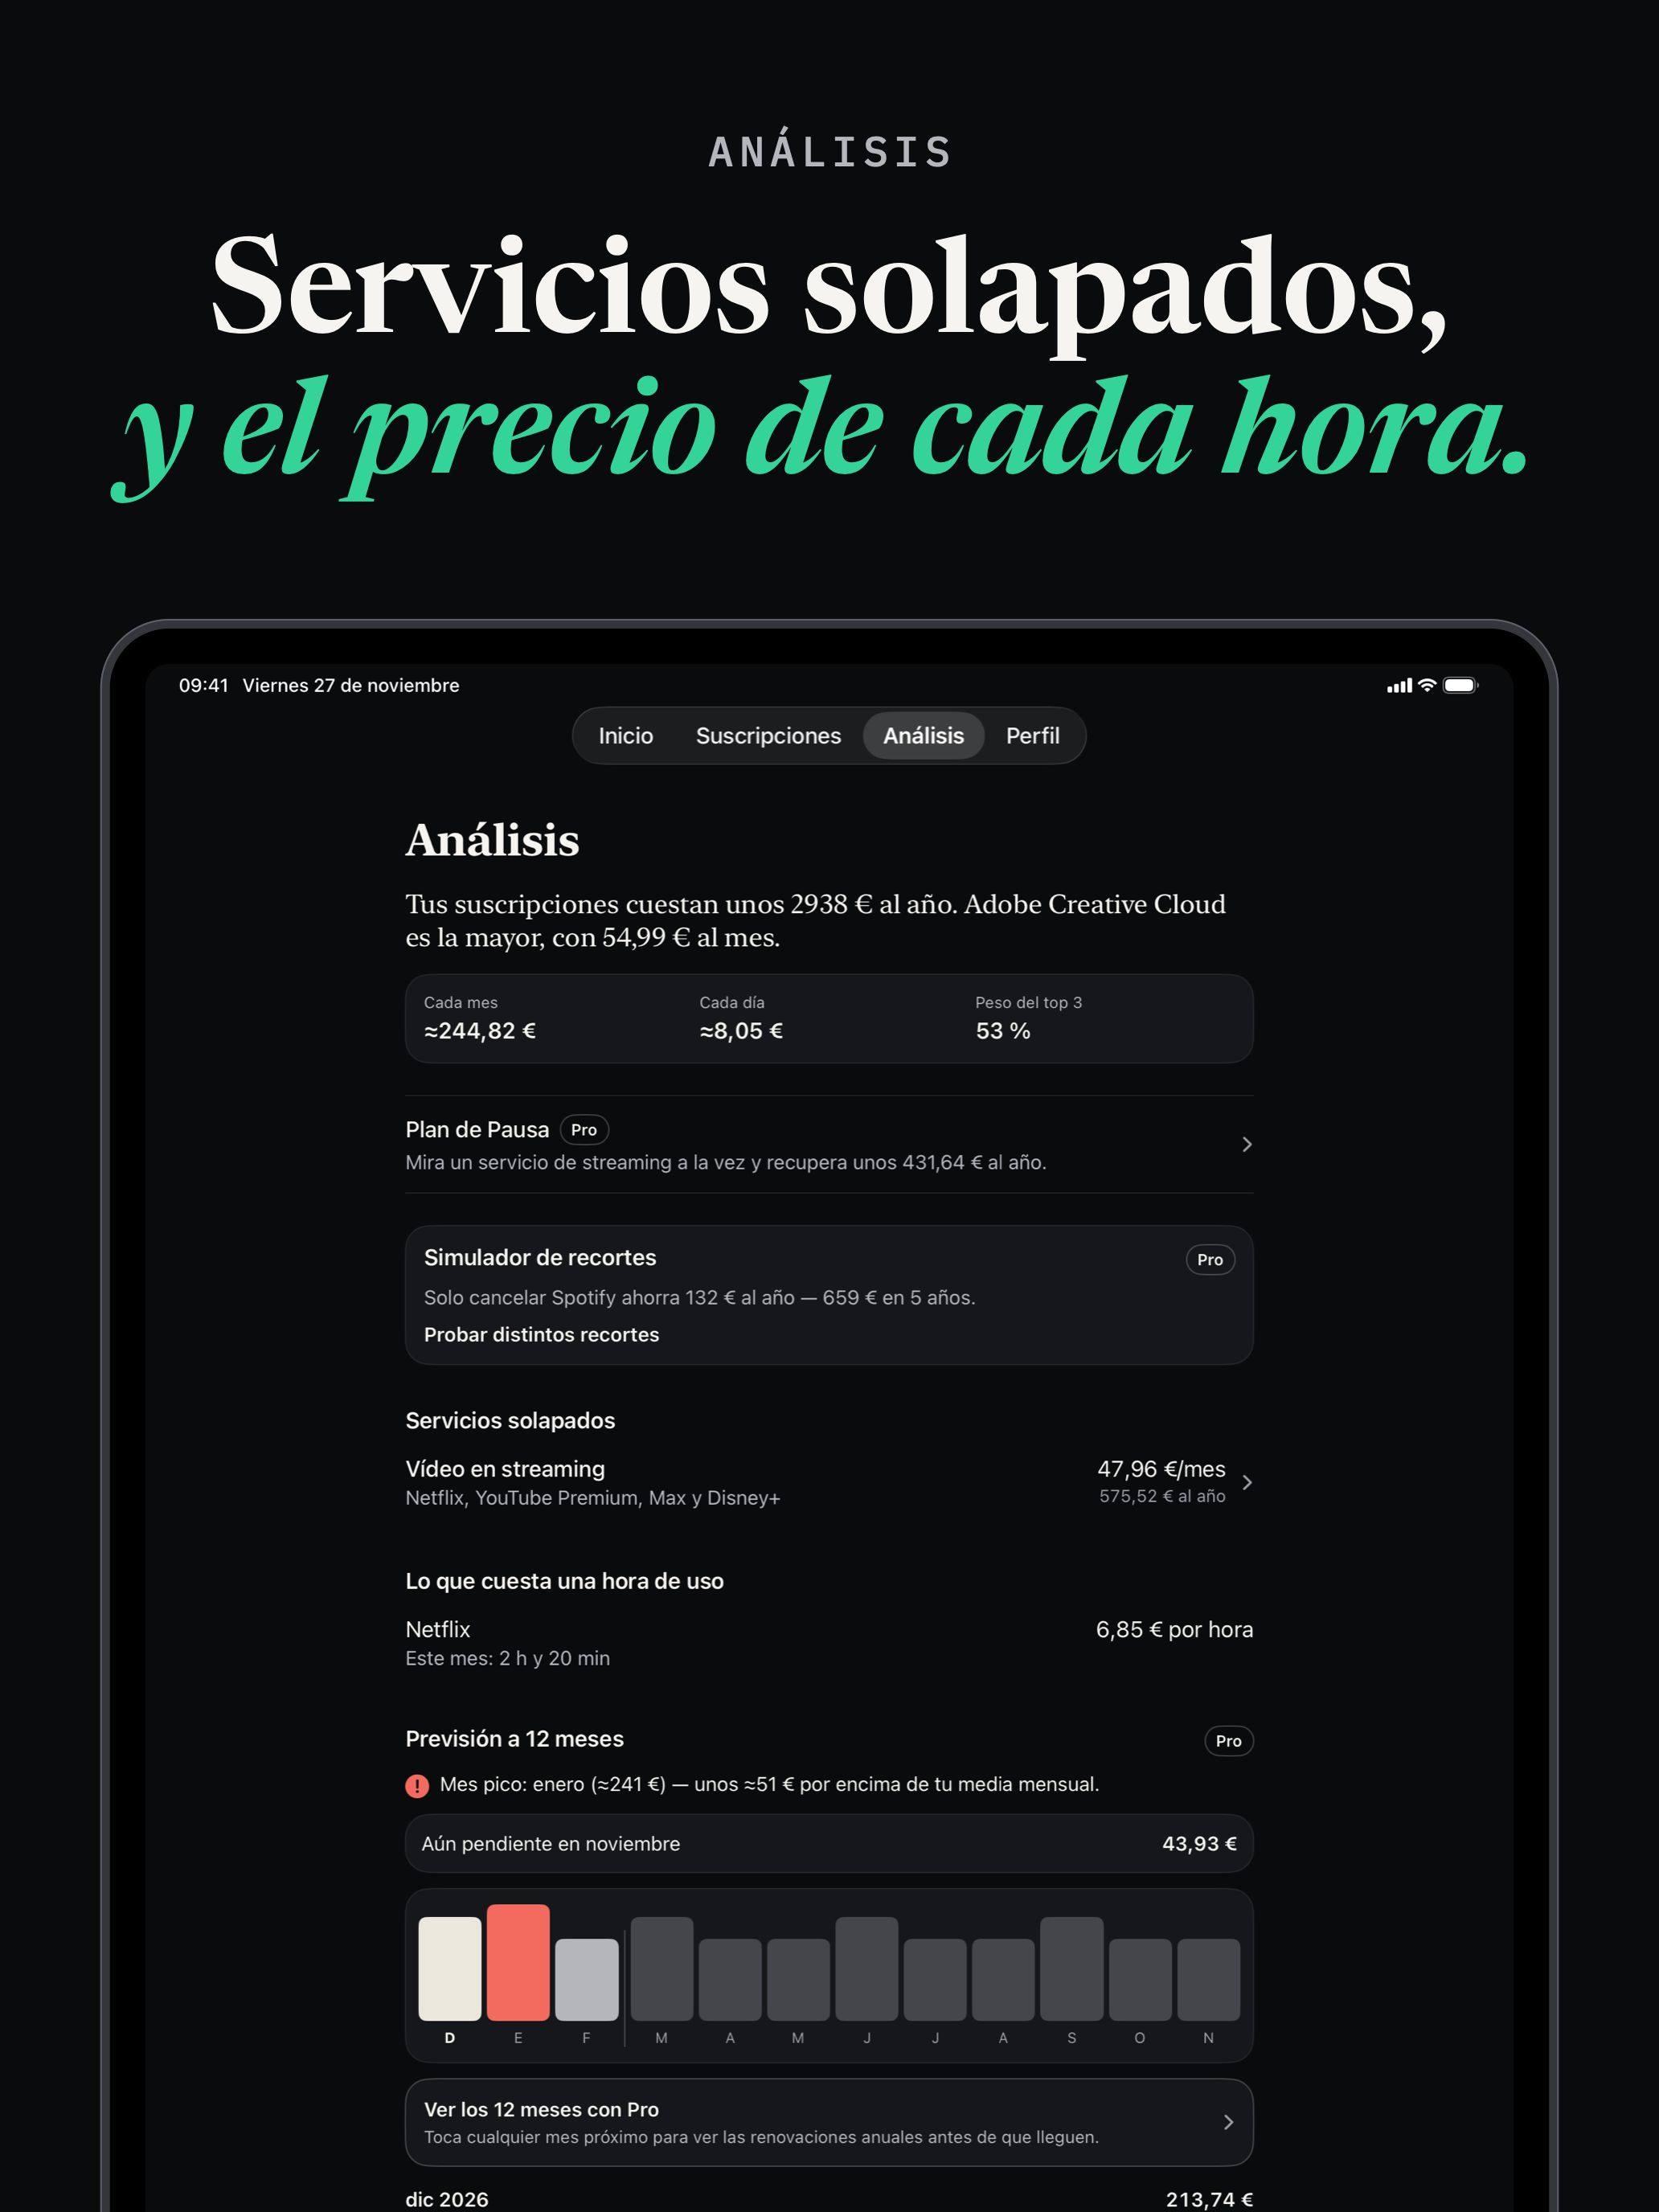 ANÁLISIS
Servicios solapados,
y el precio de cada hora.
09:41 Viernes 27 de noviembre
Inicio Suscripciones Análisis Perfil
Análisis
Tus suscripciones cuestan unos 2938 € al año. Adobe Creative Cloud
es la mayor, con 54,99 € al mes.
Cada mes Cada día Peso del top 3
≈244,82 € ≈8,05 € 53 %
Plan de Pausa Pro
Mira un servicio de streaming a la vez y recupera unos 431,64 € al año.
Simulador de recortes Pro
Solo cancelar Spotify ahorra 132 € al año — 659 € en 5 años.
Probar distintos recortes
Servicios solapados
Vídeo en streaming 47,96 €/mes
Netflix, YouTube Premium, Max y Disney+ 575,52 € al año
Lo que cuesta una hora de uso
Netflix 6,85 € por hora
Este mes: 2 h y 20 min
Previsión a 12 meses Pro
! Mes pico: enero (≈241 €) — unos ≈51 € por encima de tu media mensual.
Aún pendiente en noviembre 43,93 €
D E F M A M J J A S O N
Ver los 12 meses con Pro
Toca cualquier mes próximo para ver las renovaciones anuales antes de que lleguen.
dic 2026 213,74 €